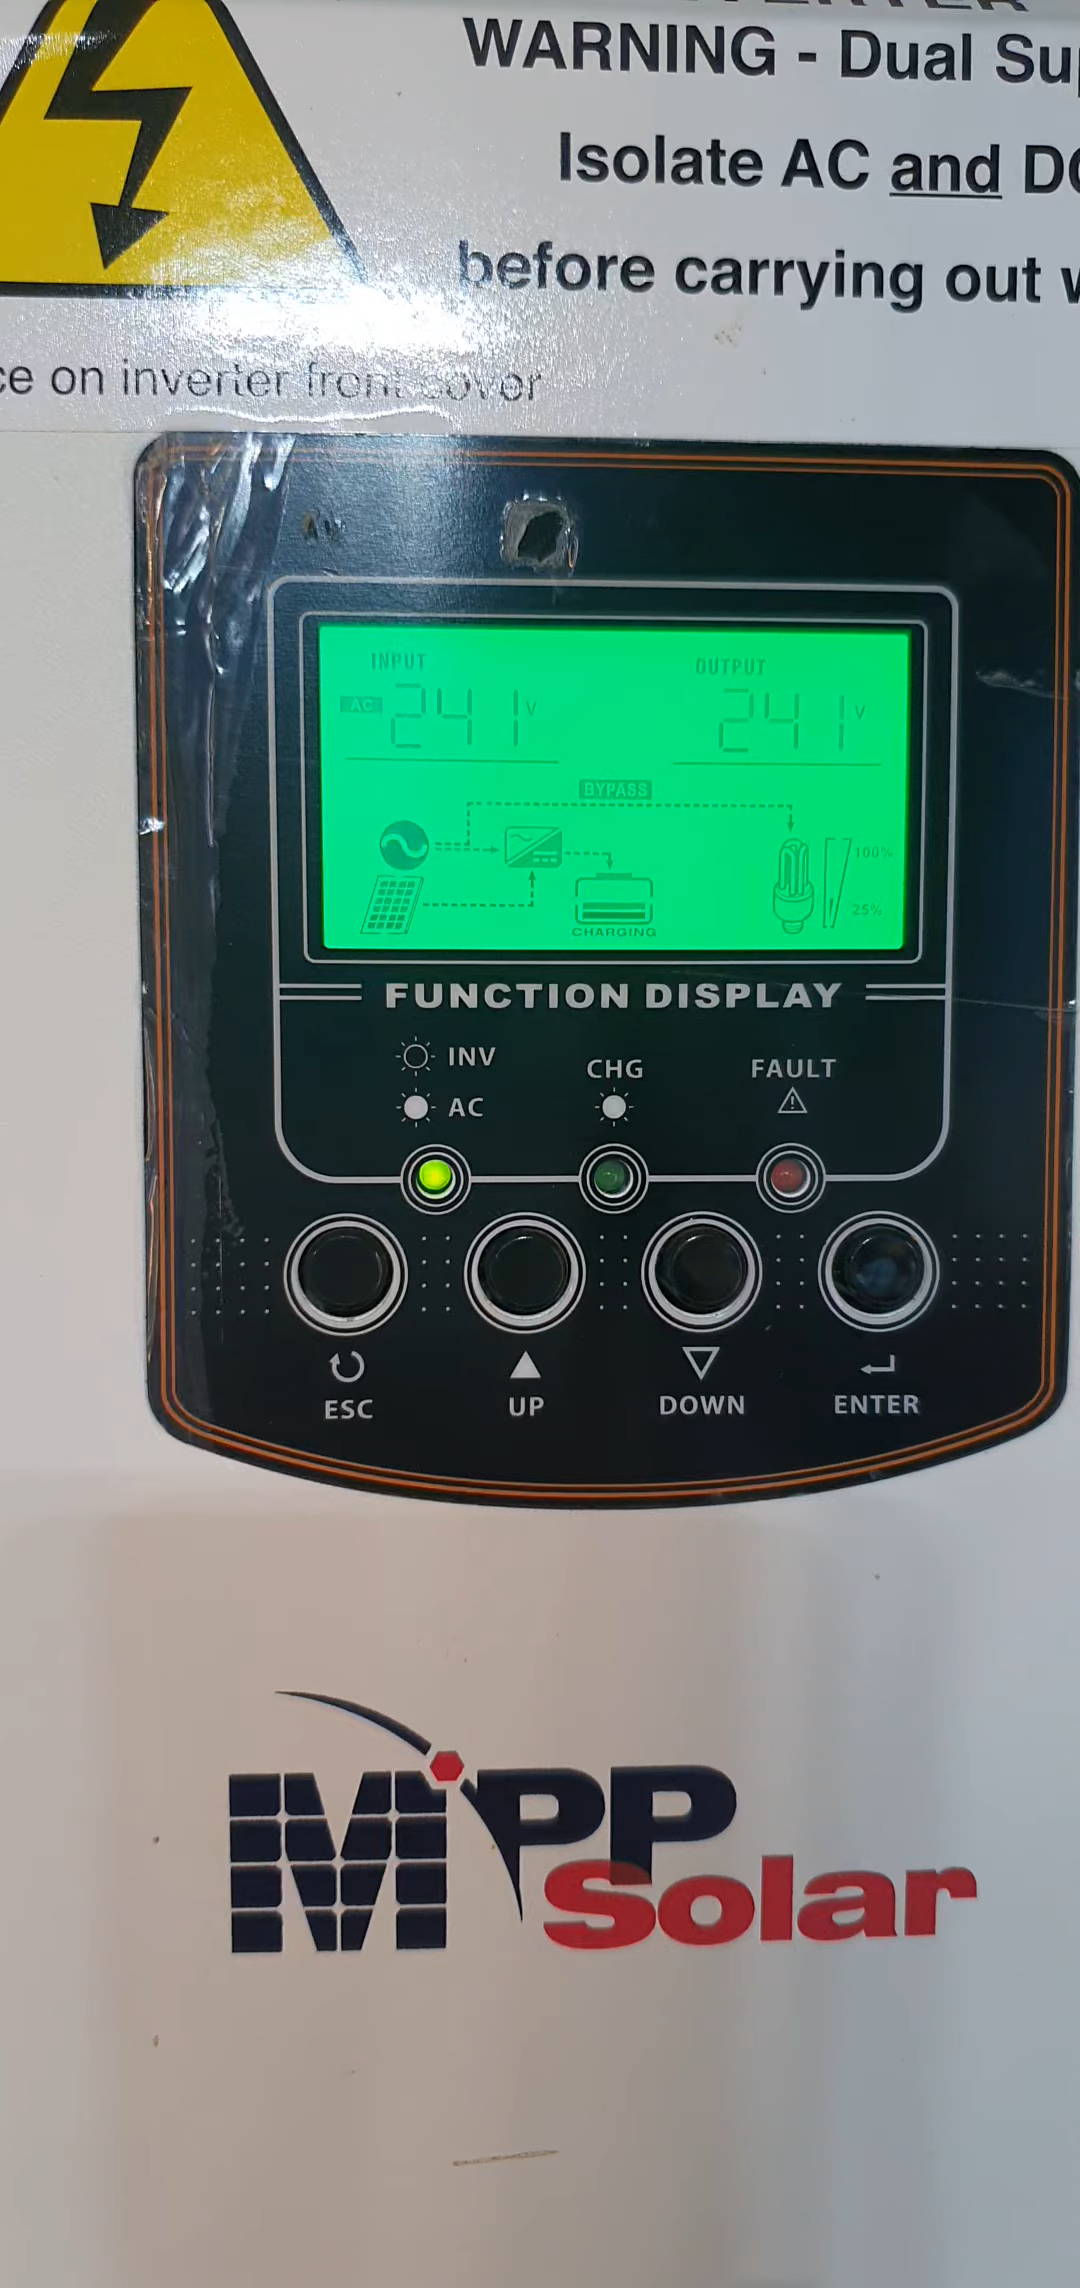 WARNING - Dual Su
Isolate AC and D
before carrying out
ce on inverter front cover
INPUT
OUTPUT
AC 241 V
241 V
BYPASS
100%
25%
CHARGING
FUNCTION DISPLAY
INV
AC
CHG
FAULT
ESC
UP
DOWN
ENTER
MPP
Solar